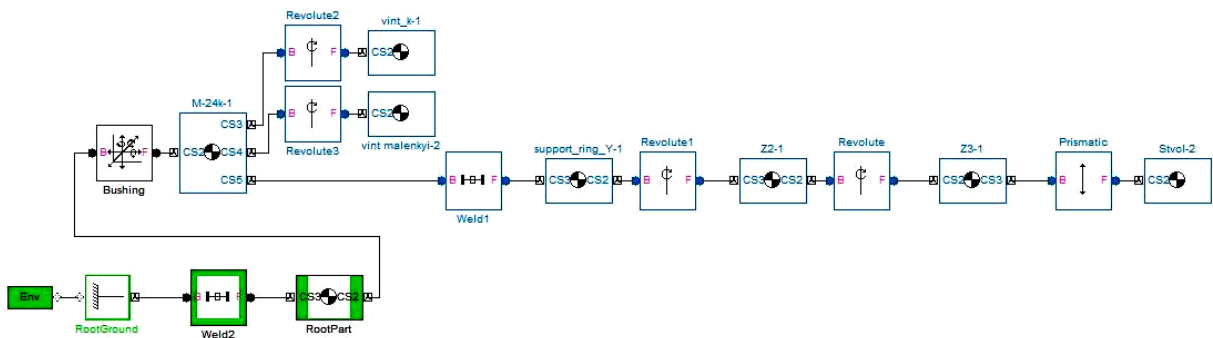 Revolute2
vint_k-1
B F CS2
M-24k-1
CS3
B F CS2
CS2 CS4
Revolute3
vint malenkyi-2
CS5
B F
Bushing
support_ring_Y-1
Revolute1
Z2-1
Revolute
Z3-1
Prismatic
Stvol-2
B F CS3 CS2 B F CS3 CS2 B F CS2 CS3 B F CS2
Weld1
Env
B F CS3 CS2
RootGround
Weld2
RootPart